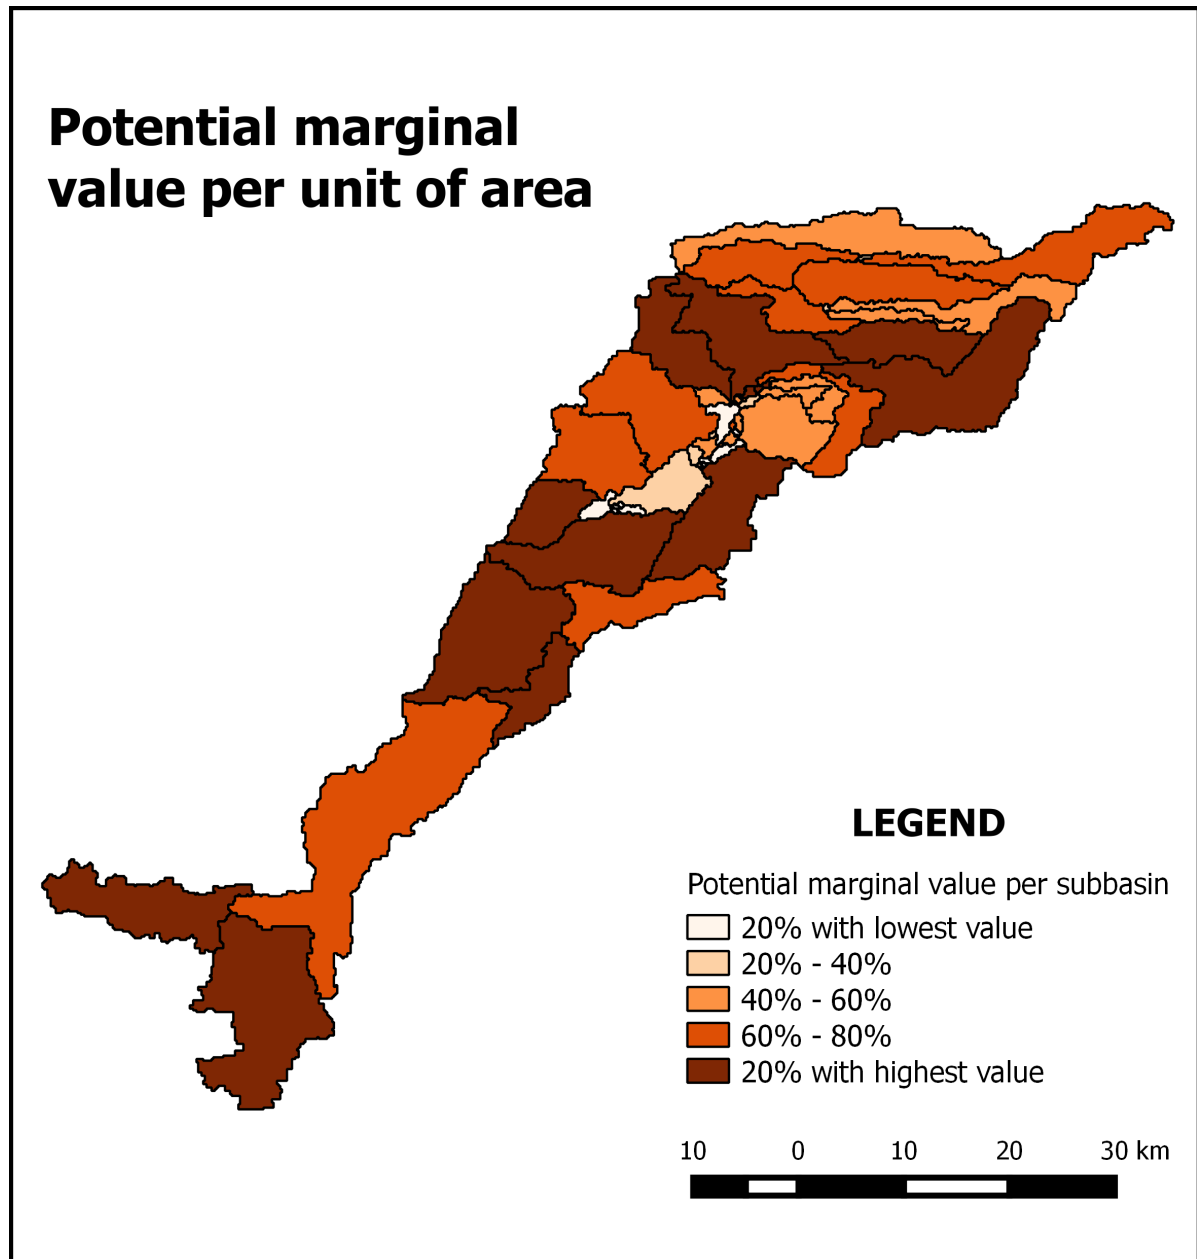 Potential marginal
value per unit of area
LEGEND
Potential marginal value per subbasin
20% with lowest value
20% - 40%
40% - 60%
60% - 80%
20% with highest value
10 0 10 20 30 km